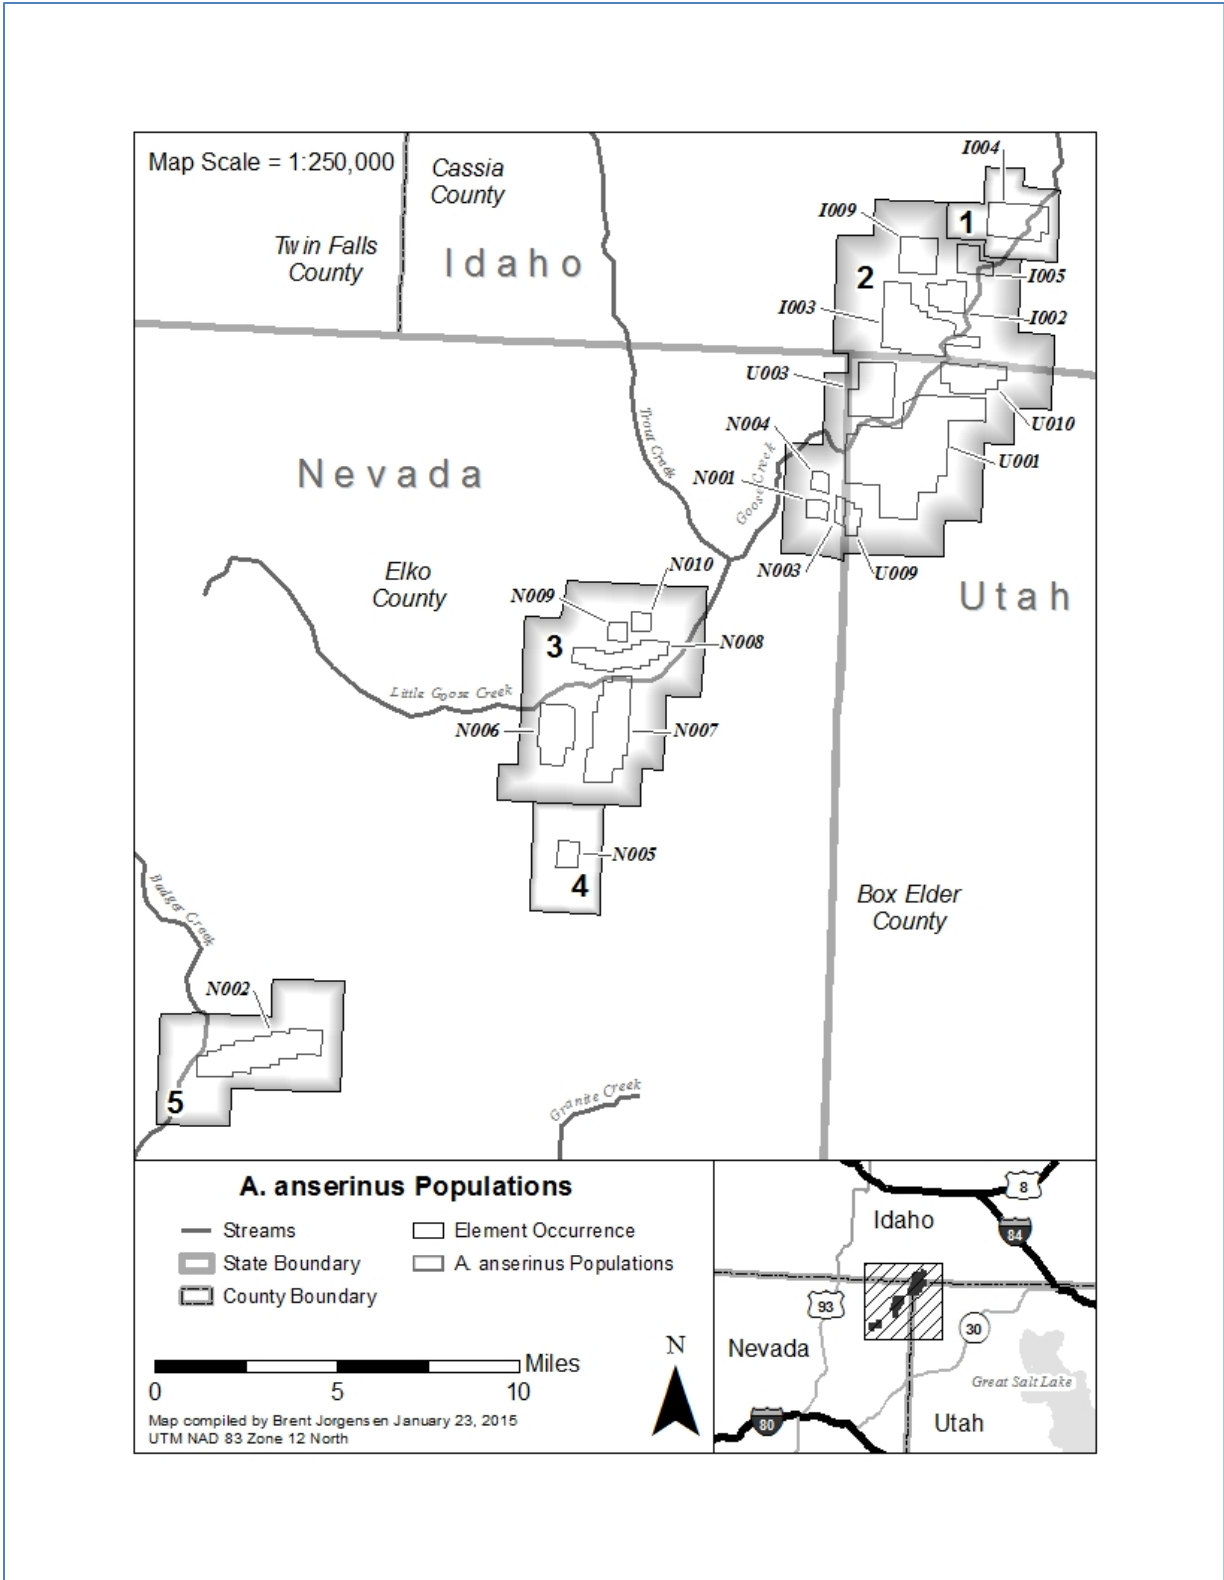 Map Scale = 1:250,000
Cassia
County
Twin Falls
County
Idaho
I004
1
I009
2
I005
I003
I002
U003
N004
U010
Trout Creek
Nevada
N001
Goose Creek
U001
N003
U009
Elko
County
N010
Utah
N009
3
N008
Little Goose Creek
N006
N007
N005
4
Box Elder
County
Badger Creek
N002
5
Granite Creek
A. anserinus Populations
Streams
Element Occurrence
State Boundary
A. anserinus Populations
County Boundary
N
Miles
0 5 10
Map compiled by Brent Jorgensen January 23, 2015
UTM NAD 83 Zone 12 North
8
Idaho
84
93
30
Nevada
Great Salt Lake
80
Utah